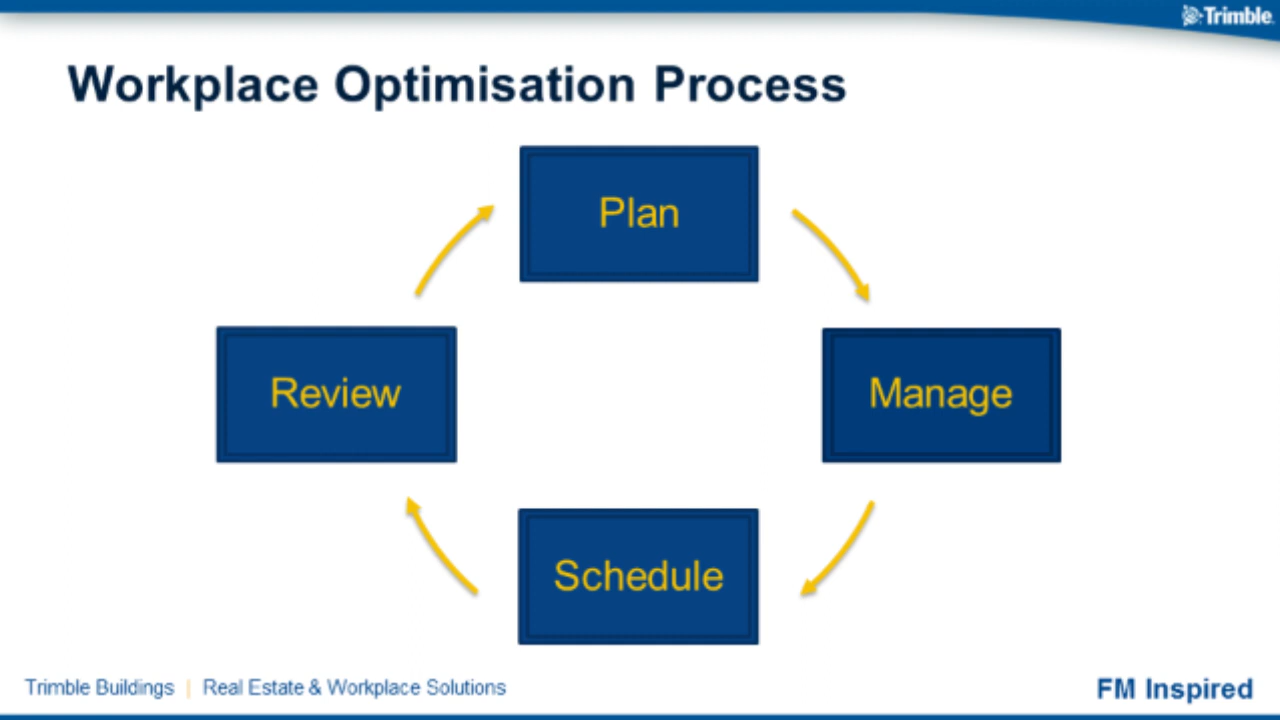 Trimble
Workplace Optimisation Process
Plan
Review
Manage
Schedule
Trimble Buildings | Real Estate & Workplace Solutions
FM Inspired